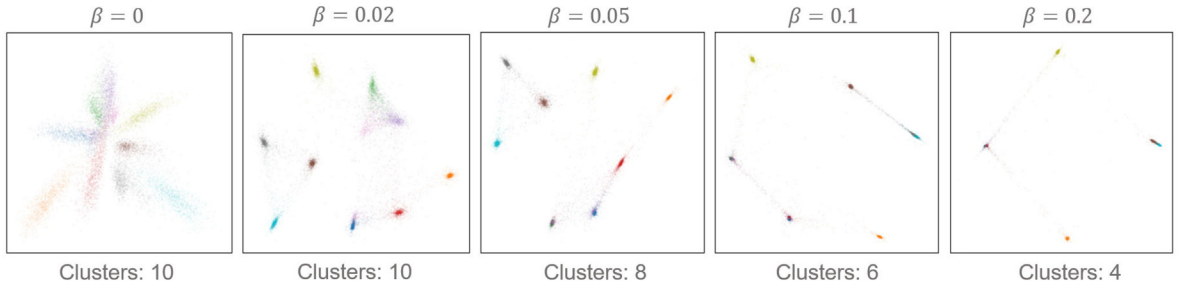 β = 0
β = 0.02
β = 0.05
β = 0.1
β = 0.2
Clusters: 10
Clusters: 10
Clusters: 8
Clusters: 6
Clusters: 4